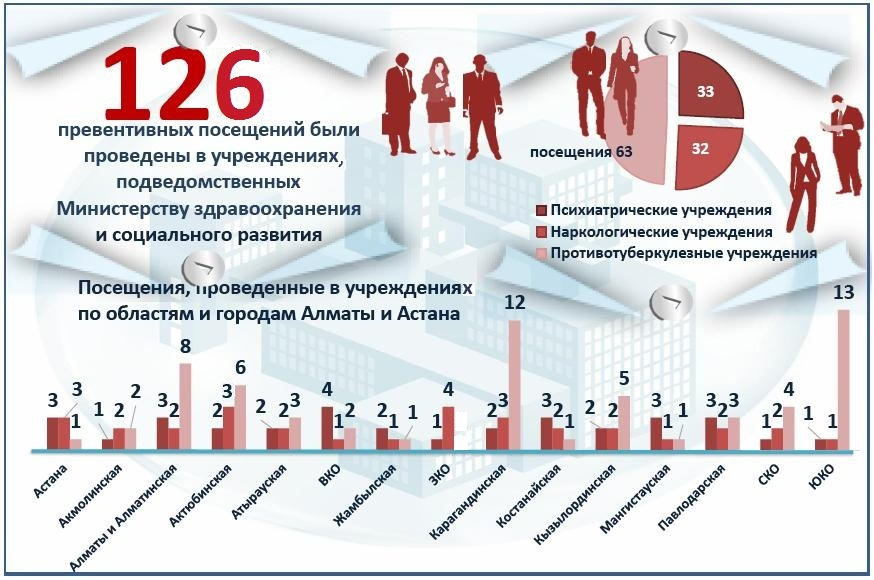 126
превентивных посещений были
проведены в учреждениях,
подведомственных
Министерству здравоохранения
и социального развития
33
32
посещения 63
Психиатрические учреждения
Наркологические учреждения
Противотуберкулезные учреждения
Посещения, проведенные в учреждениях
по областям и городам Алматы и Астана
3 3 1
1 2 2
3 2 8
2 3 6
2 2 3
4 1 2
2 1 1
1 4
2 3 12
3 2 1
2 2 5
3 1 1
3 2 3
1 2 4
1 1 13
Астана
Акмолинская
Алматы и Алматинская
Актюбинская
Атырауская
ВКО
Жамбылская
ЗКО
Карагандинская
Костанайская
Кызылординская
Мангистауская
Павлодарская
СКО
ЮКО